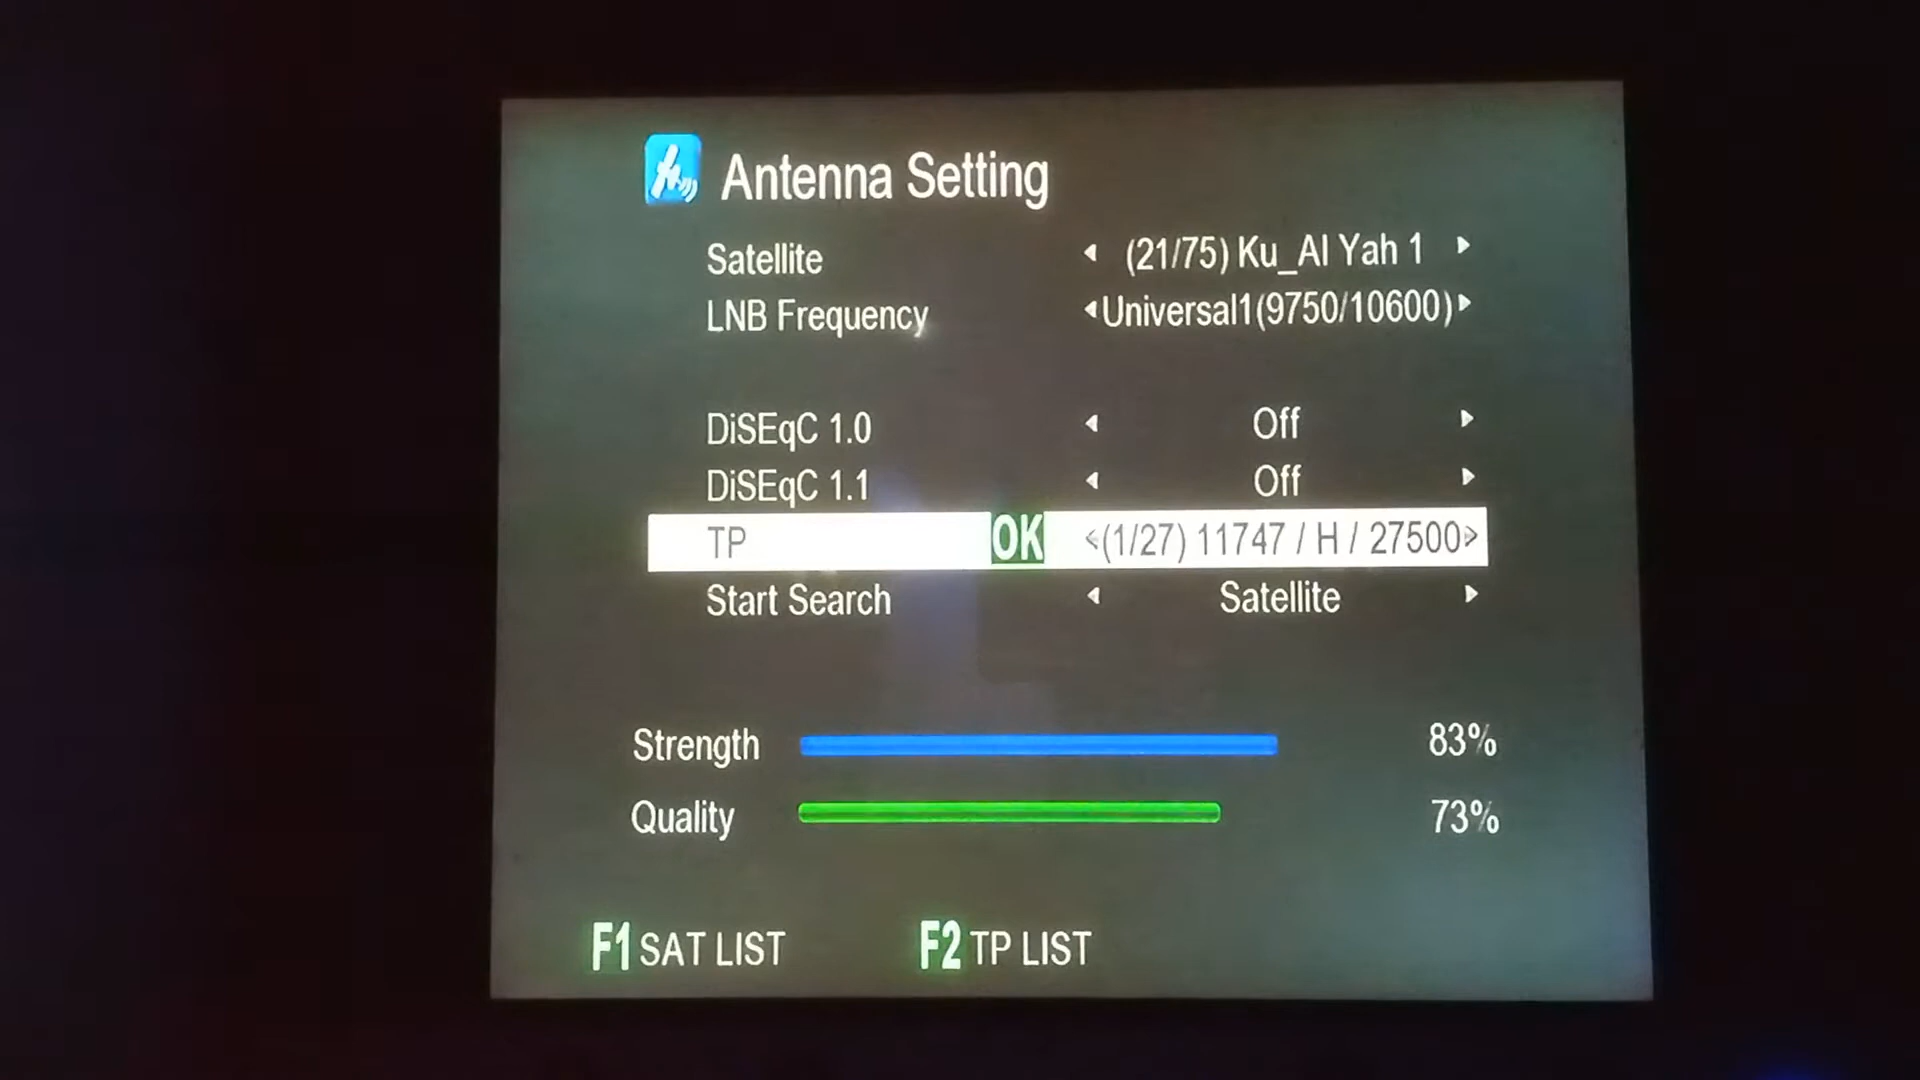 Antenna Setting
Satellite (21/75) Ku_Al Yah 1
LNB Frequency Universal1(9750/10600)
DiSEqC 1.0 Off
DiSEqC 1.1 Off
TP OK <(1/27) 11747 / H / 27500>
Start Search Satellite
Strength 83%
Quality 73%
F1 SAT LIST F2 TP LIST